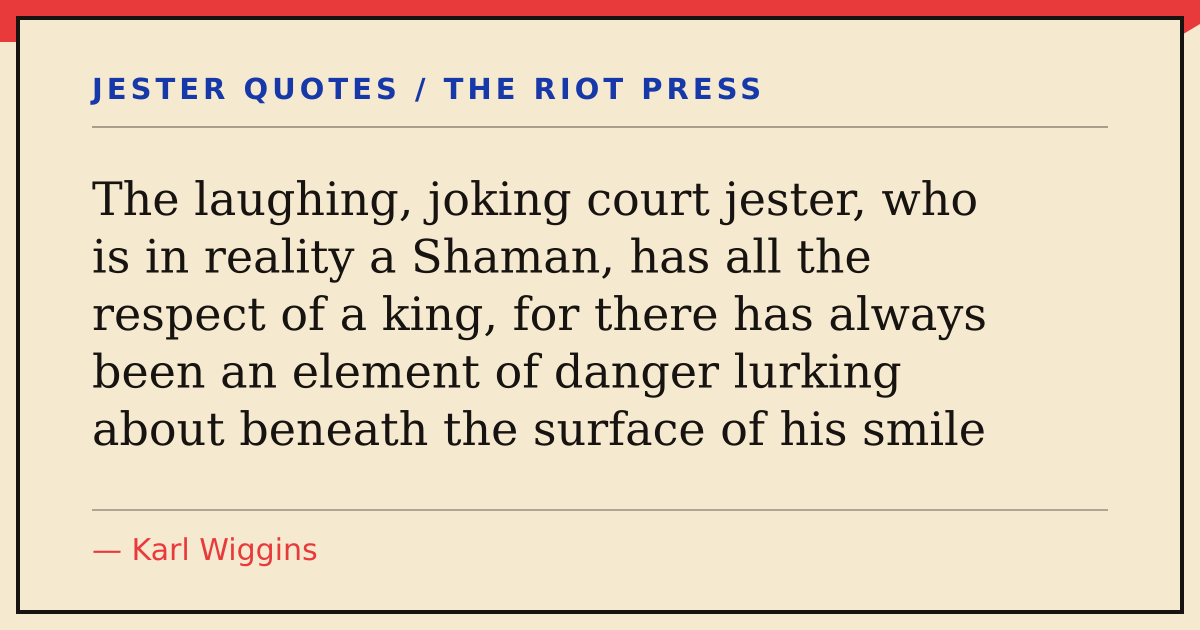 JESTER QUOTES / THE RIOT PRESS
The laughing, joking court jester, who
is in reality a Shaman, has all the
respect of a king, for there has always
been an element of danger lurking
about beneath the surface of his smile
— Karl Wiggins